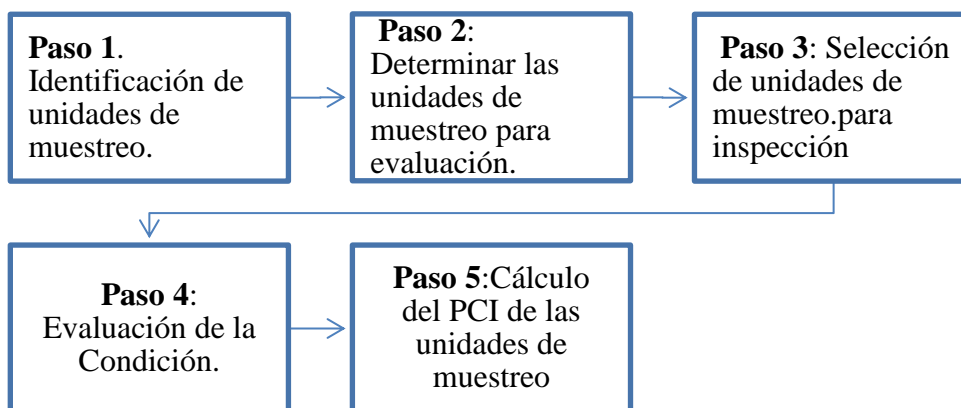 Paso 1.
Identificación de
unidades de
muestreo.
Paso 2:
Determinar las
unidades de
muestreo para
evaluación.
Paso 3: Selección
de unidades de
muestreo.para
inspección
Paso 4:
Evaluación de la
Condición.
Paso 5:Cálculo
del PCI de las
unidades de
muestreo